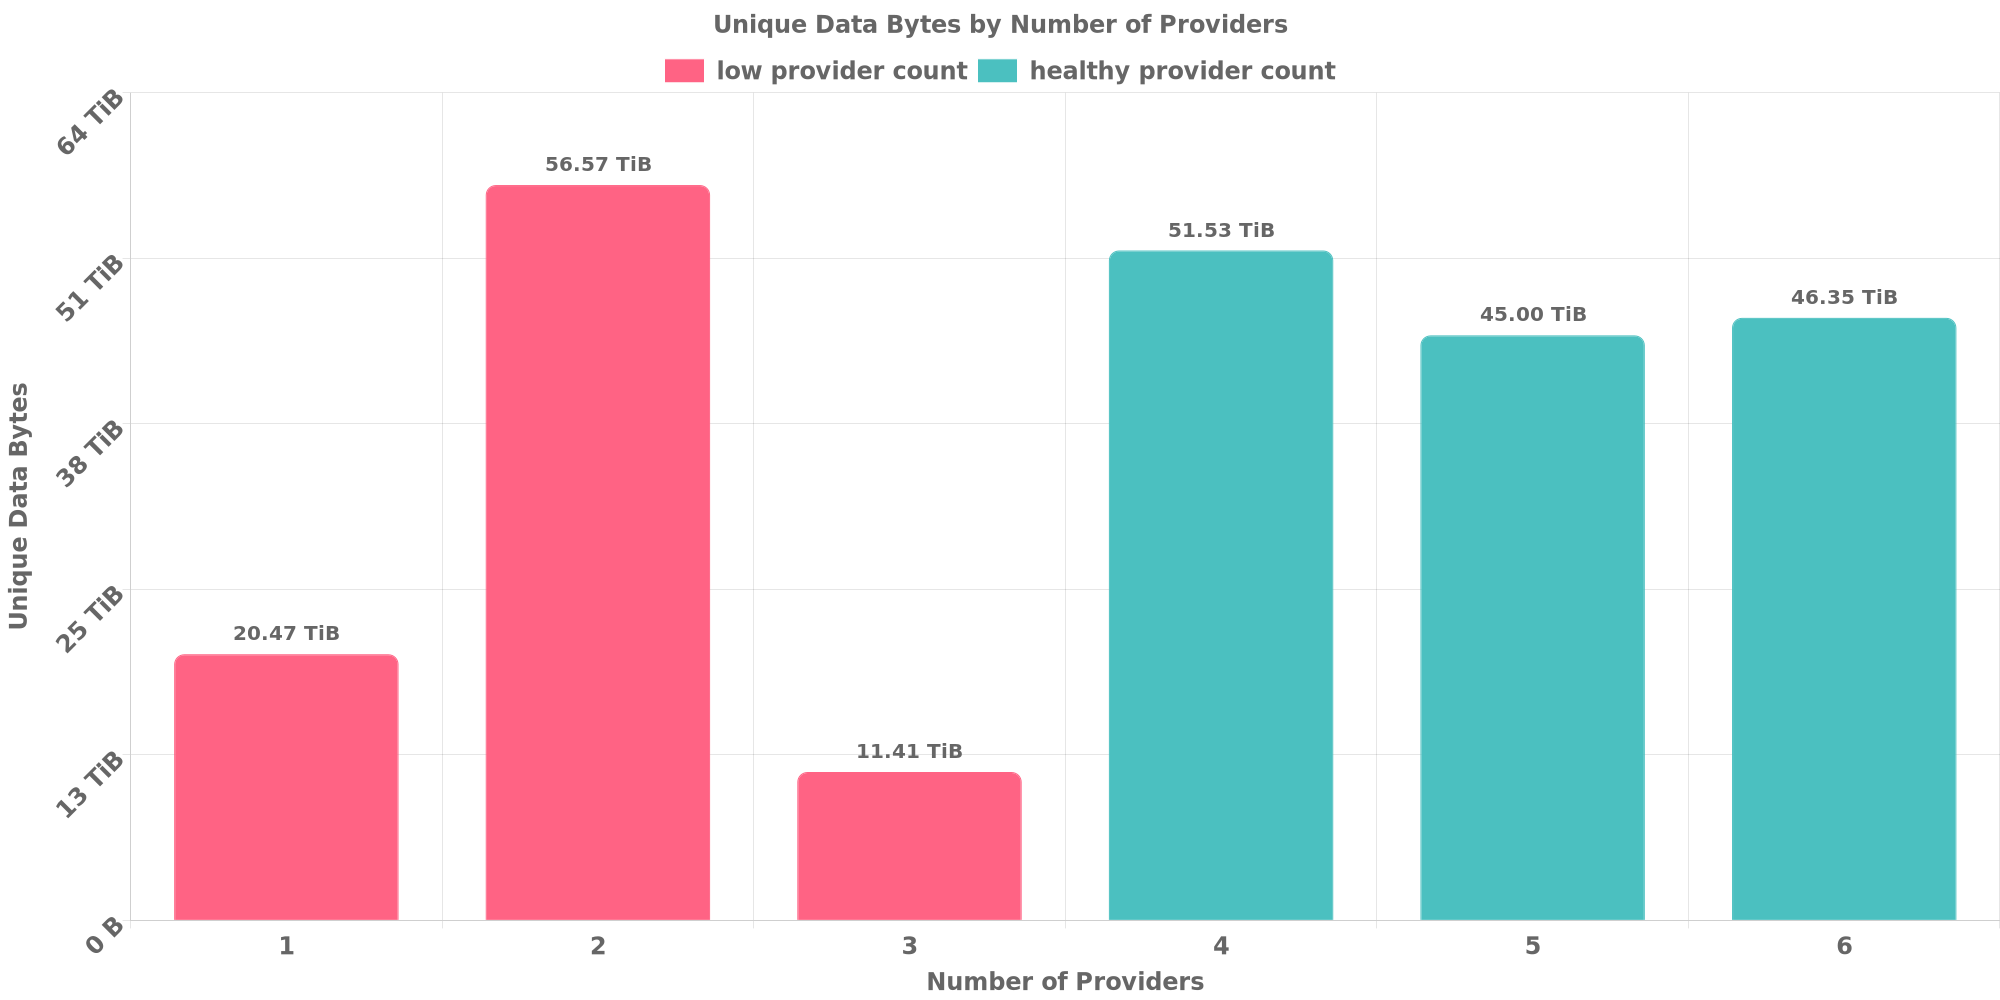 Unique Data Bytes by Number of Providers
low provider count healthy provider count
64 TiB
51 TiB
38 TiB
25 TiB
13 TiB
0 B
Unique Data Bytes
20.47 TiB
56.57 TiB
11.41 TiB
51.53 TiB
45.00 TiB
46.35 TiB
1 2 3 4 5 6
Number of Providers